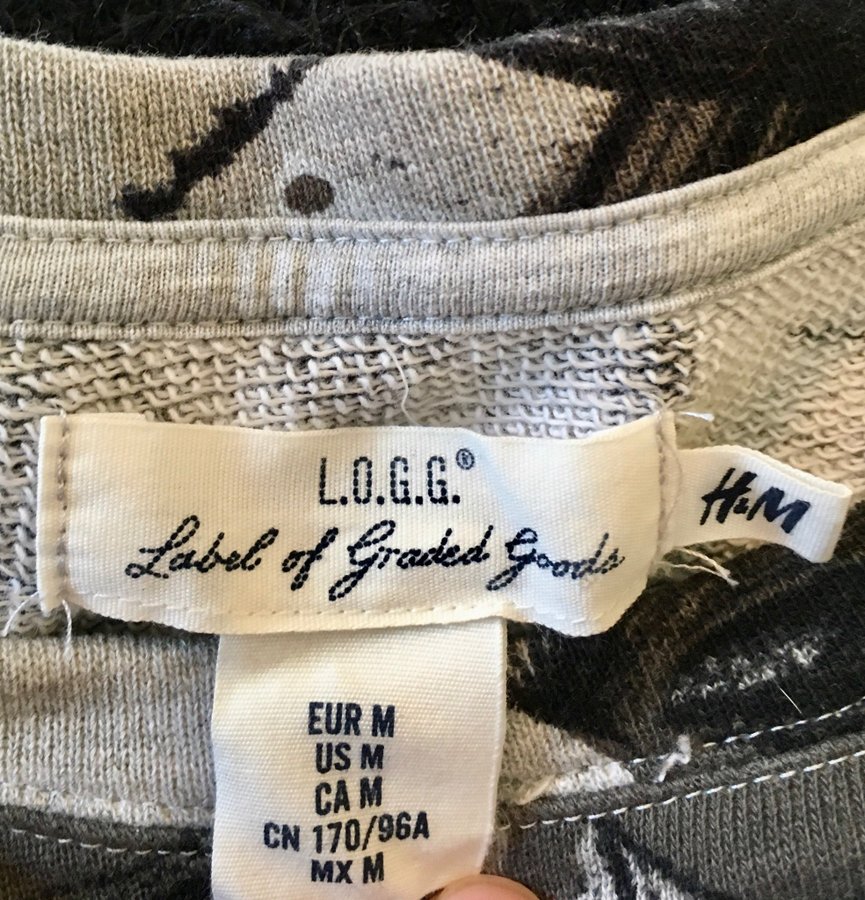 L.O.G.G.®
Label of Graded Goods
H&M
EUR M
US M
CA M
CN 170/96A
MX M